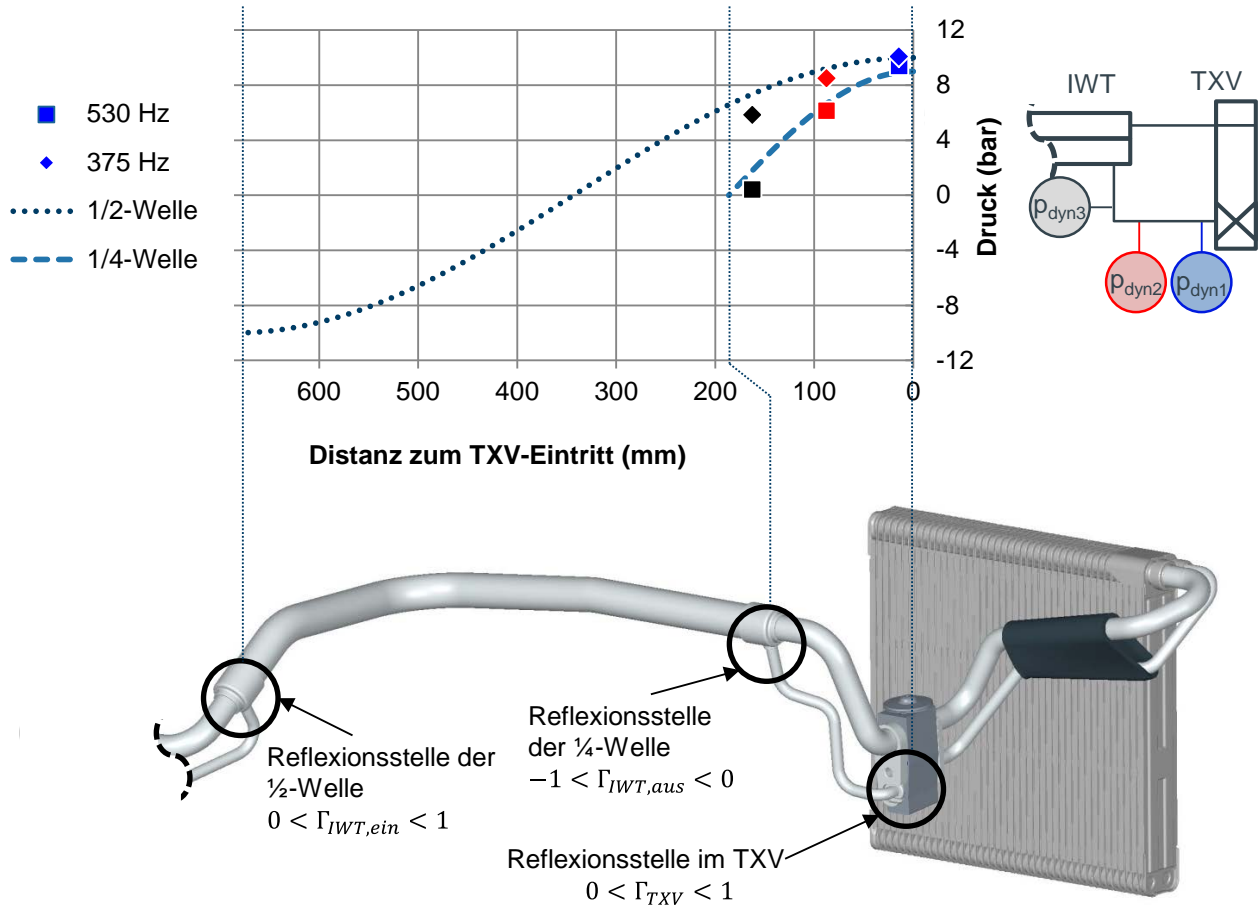 530 Hz
375 Hz
1/2-Welle
1/4-Welle
12
8
4
0
-4
-8
-12
Druck (bar)
600 500 400 300 200 100 0
Distanz zum TXV-Eintritt (mm)
IWT TXV
pdyn3
pdyn2 pdyn1
Reflexionsstelle der
½-Welle
0 < Γ_IWT,ein < 1
Reflexionsstelle
der ¼-Welle
−1 < Γ_IWT,aus < 0
Reflexionsstelle im TXV
0 < Γ_TXV < 1